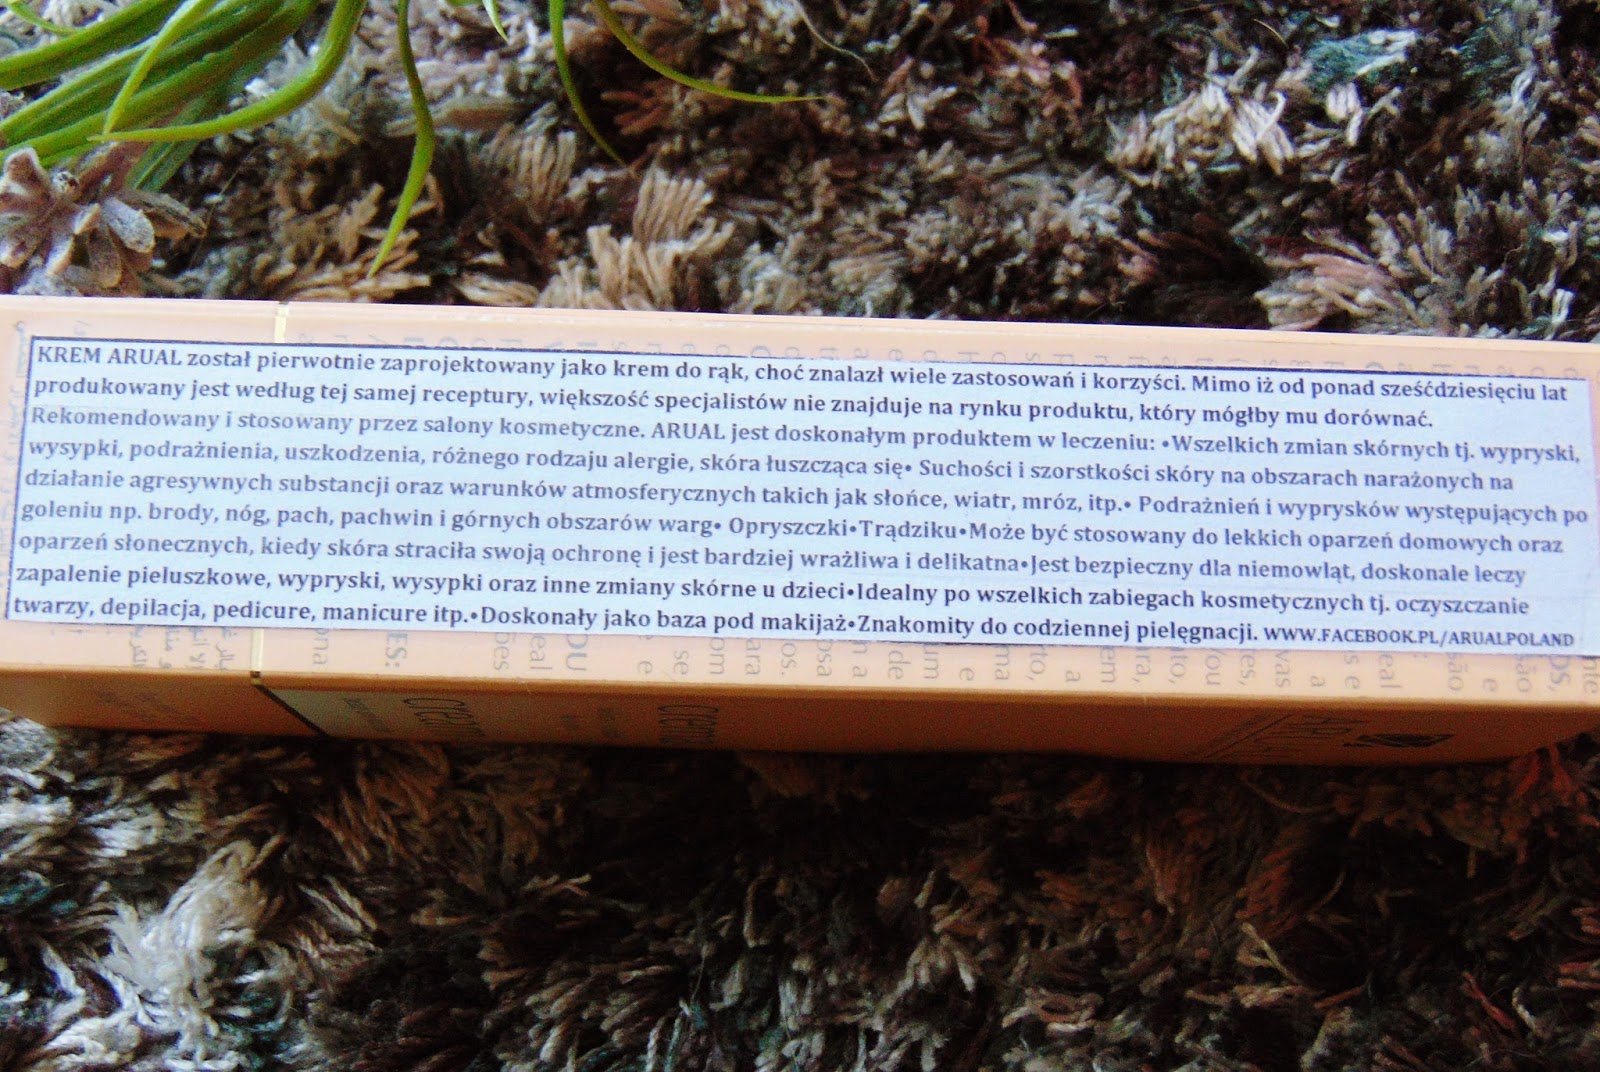 KREM ARUAL został pierwotnie zaprojektowany jako krem do rąk, choć znalazł wiele zastosowań i korzyści. Mimo iż od ponad sześćdziesięciu lat
produkowany jest według tej samej receptury, większość specjalistów nie znajduje na rynku produktu, który mógłby mu dorównać.
Rekomendowany i stosowany przez salony kosmetyczne. ARUAL jest doskonałym produktem w leczeniu: •Wszelkich zmian skórnych tj. wypryski,
wysypki, podrażnienia, uszkodzenia, różnego rodzaju alergie, skóra łuszcząca się• Suchości i szorstkości skóry na obszarach narażonych na
działanie agresywnych substancji oraz warunków atmosferycznych takich jak słońce, wiatr, mróz, itp.• Podrażnień i wyprysków występujących po
goleniu np. brody, nóg, pach, pachwin i górnych obszarów warg• Opryszczki•Trądziku•Może być stosowany do lekkich oparzeń domowych oraz
oparzeń słonecznych, kiedy skóra straciła swoją ochronę i jest bardziej wrażliwa i delikatna•Jest bezpieczny dla niemowląt, doskonale leczy
zapalenie pieluszkowe, wypryski, wysypki oraz inne zmiany skórne u dzieci•Idealny po wszelkich zabiegach kosmetycznych tj. oczyszczanie
twarzy, depilacja, pedicure, manicure itp.•Doskonały jako baza pod makijaż•Znakomity do codziennej pielęgnacji. WWW.FACEBOOK.PL/ARUALPOLAND
cream
creme